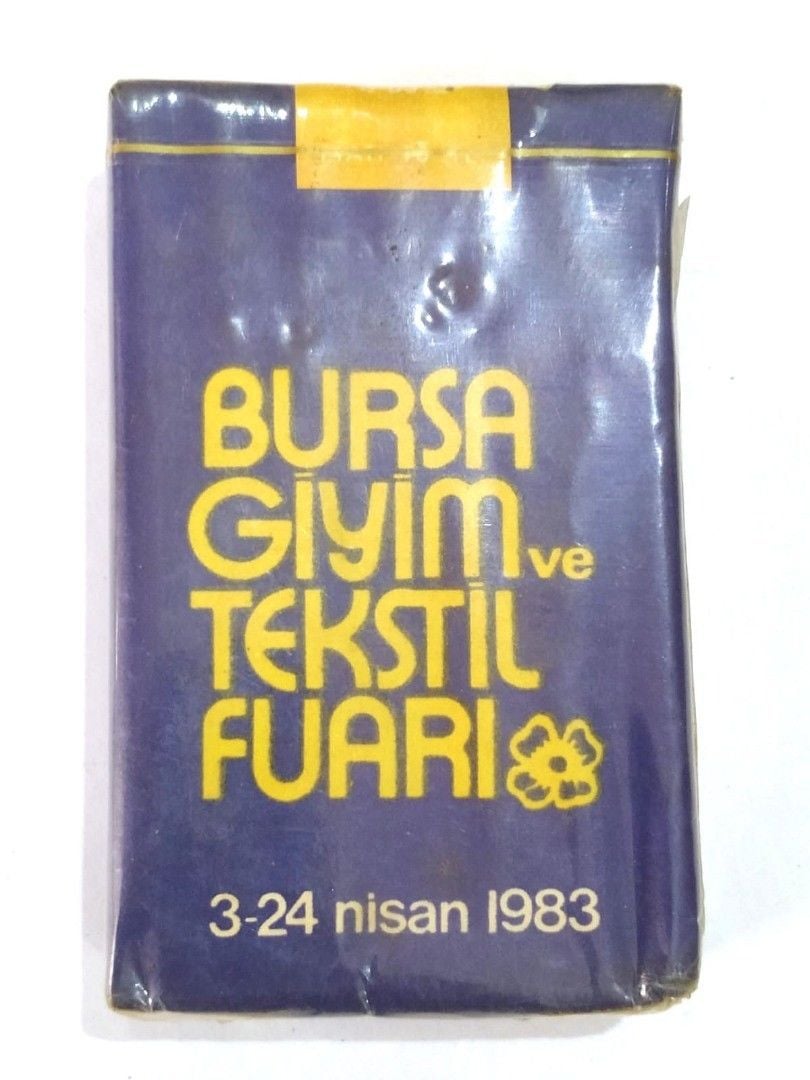 BURSA
GİYİM ve
TEKSTİL
FUARI
3-24 nisan 1983